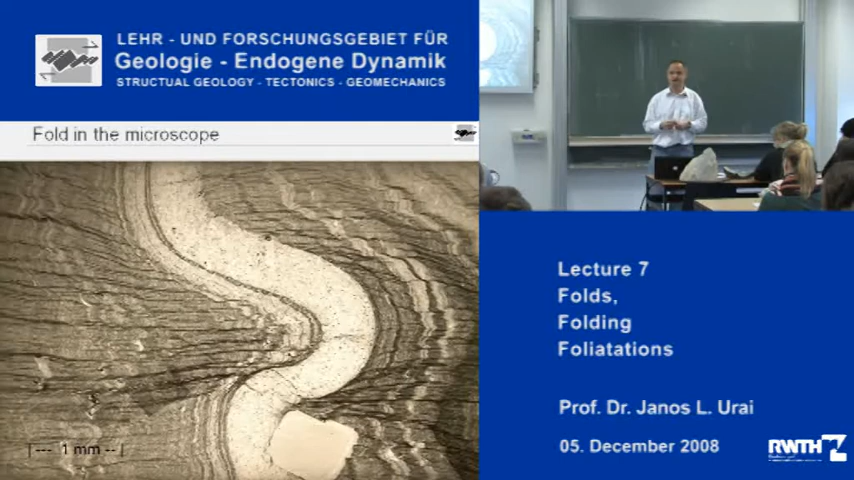 LEHR - UND FORSCHUNGSGEBIET FÜR
Geologie - Endogene Dynamik
STRUCTUAL GEOLOGY - TECTONICS - GEOMECHANICS
Fold in the microscope
|--- 1 mm -- |
Lecture 7
Folds,
Folding
Foliatations
Prof. Dr. Janos L. Urai
05. December 2008
RWTH